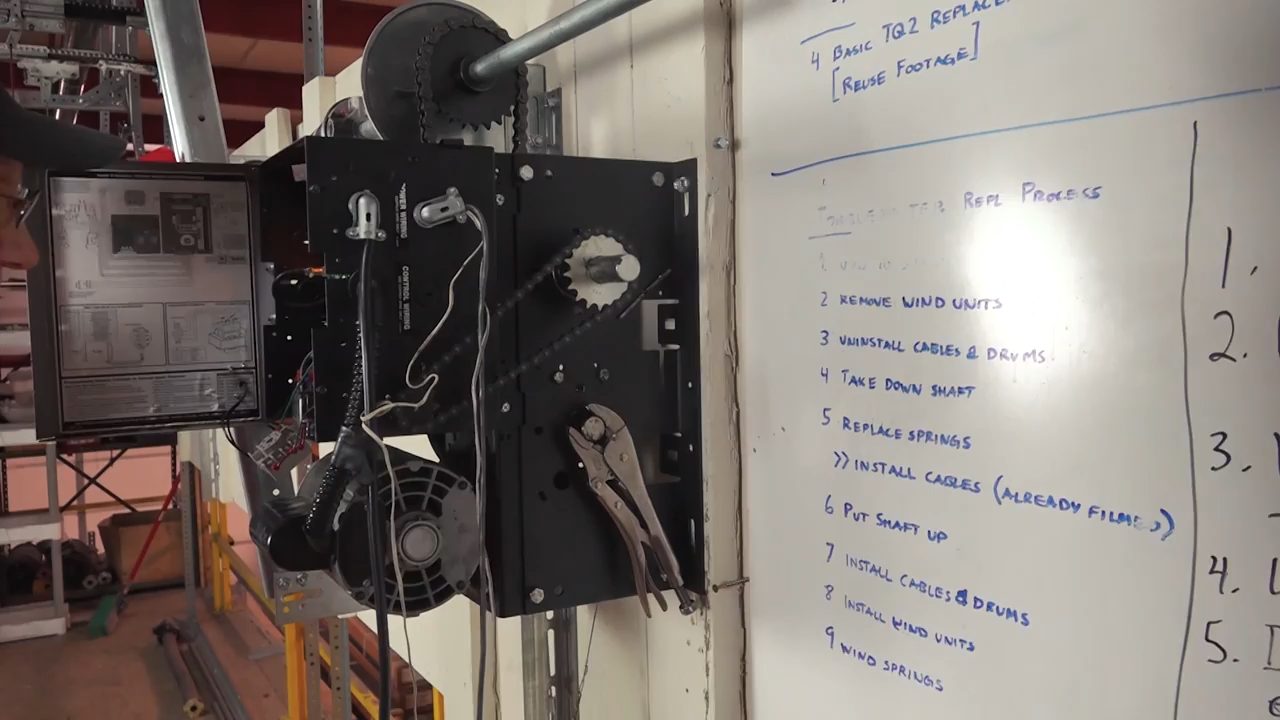 4 BASIC TQ2
[REUSE FOOTAGE]
REPL PROCESS
2 REMOVE WIND UNITS
3 UNINSTALL CABLES & DRUMS
4 TAKE DOWN SHAFT
5 REPLACE SPRINGS
>> INSTALL CABLES (ALREADY FILMED)
6 PUT SHAFT UP
7 INSTALL CABLES & DRUMS
8 INSTALL WIND UNITS
9 WIND SPRINGS
1.
2.
3.
4.
5.
POWER WIRING
CONTROL WIRING